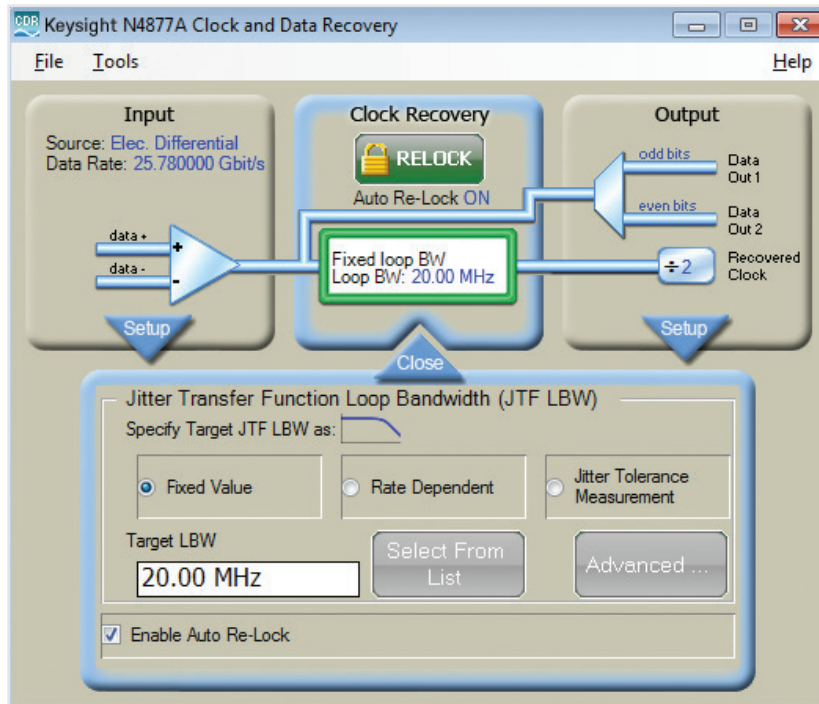 CDR Keysight N4877A Clock and Data Recovery
File Tools Help
Input
Source: Elec. Differential
Data Rate: 25.780000 Gbit/s
data +
+
data -
-
Setup
Clock Recovery
RELOCK
Auto Re-Lock ON
Fixed loop BW
Loop BW: 20.00 MHz
Close
Output
odd bits
Data
Out 1
even bits
Data
Out 2
÷2
Recovered
Clock
Setup
Jitter Transfer Function Loop Bandwidth (JTF LBW)
Specify Target JTF LBW as:
Fixed Value
Rate Dependent
Jitter Tolerance
Measurement
Target LBW
20.00 MHz
Select From
List
Advanced ...
Enable Auto Re-Lock